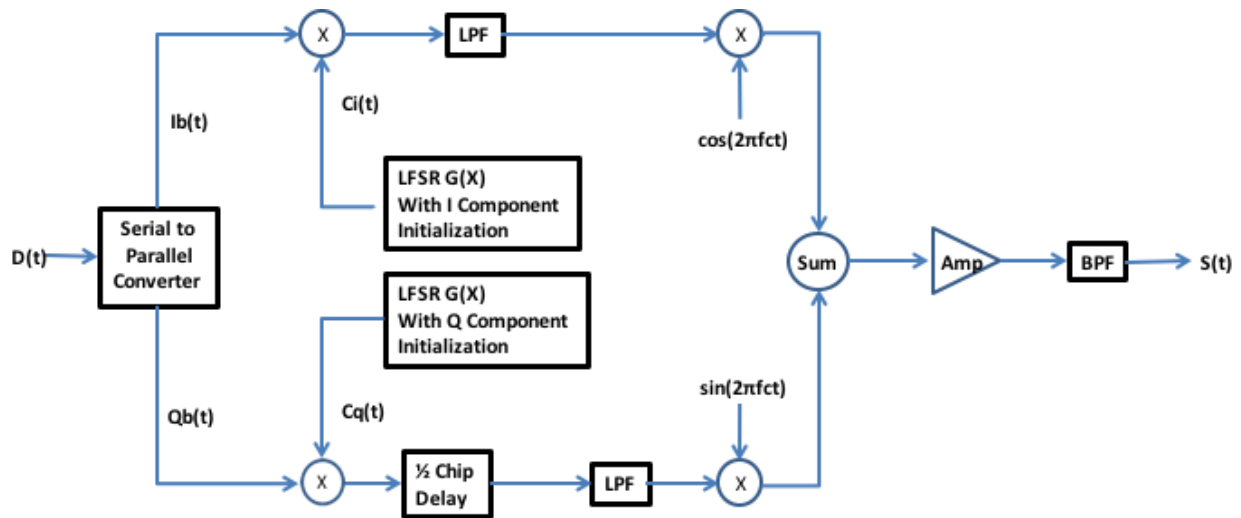 X
LPF
X
Ib(t)
Ci(t)
cos(2πfct)
LFSR G(X)
With I Component
Initialization
D(t)
Serial to
Parallel
Converter
Sum
Amp
BPF
S(t)
LFSR G(X)
With Q Component
Initialization
Qb(t)
Cq(t)
sin(2πfct)
X
½ Chip
Delay
LPF
X